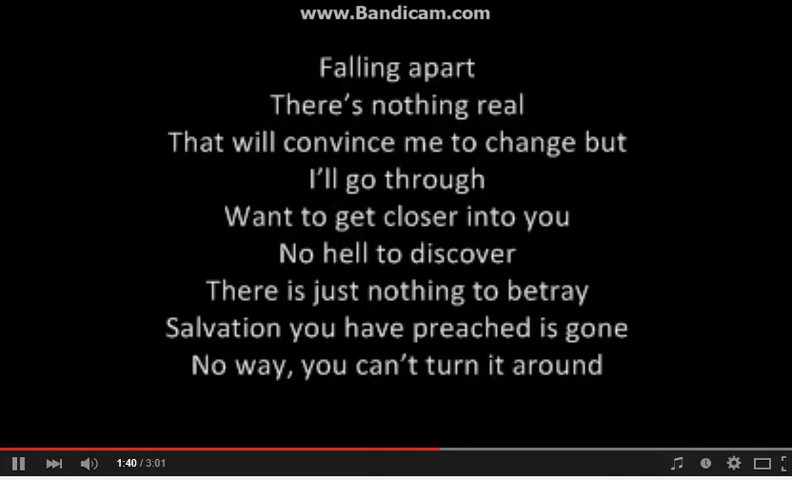 www.Bandicam.com
Falling apart
There's nothing real
That will convince me to change but
I'll go through
Want to get closer into you
No hell to discover
There is just nothing to betray
Salvation you have preached is gone
No way, you can't turn it around
1:40 / 3:01